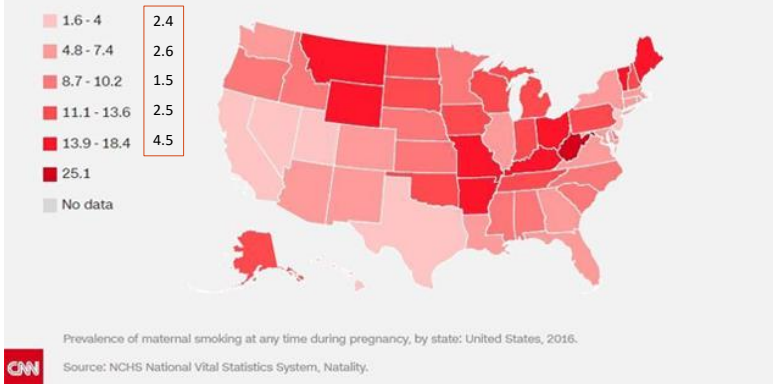 1.6 - 4 2.4
4.8 - 7.4 2.6
8.7 - 10.2 1.5
11.1 - 13.6 2.5
13.9 - 18.4 4.5
25.1
No data
Prevalence of maternal smoking at any time during pregnancy, by state: United States, 2016.
CNN Source: NCHS National Vital Statistics System, Natality.